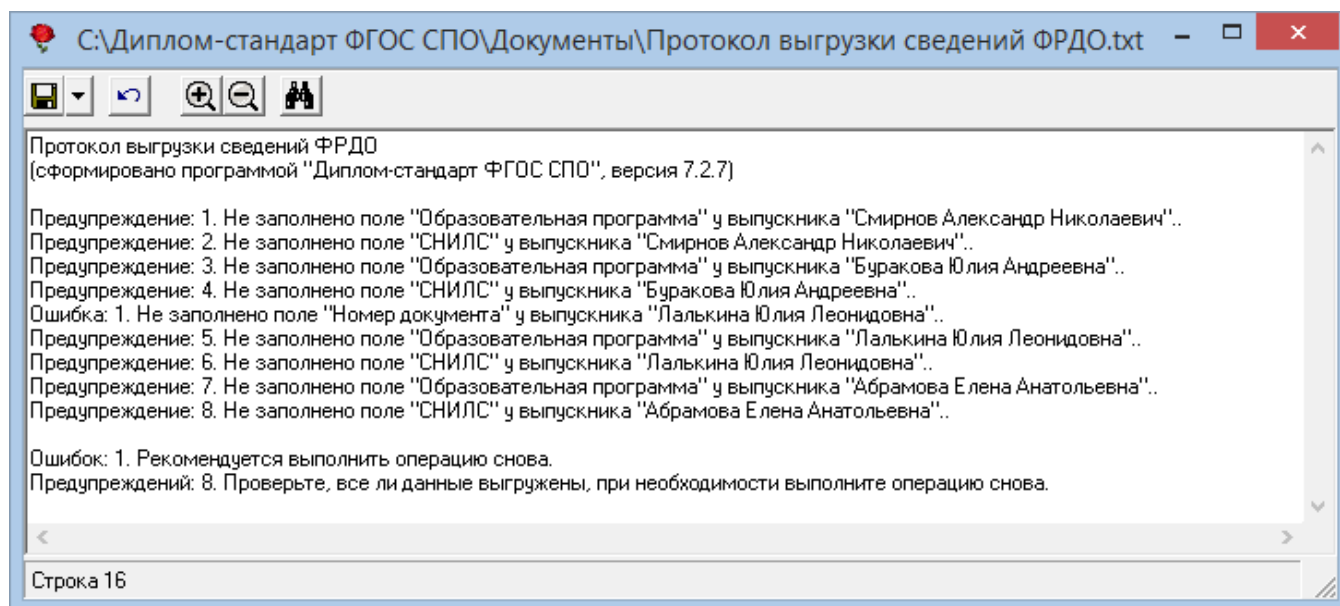 C:\Диплом-стандарт ФГОС СПО\Документы\Протокол выгрузки сведений ФРДО.txt
Протокол выгрузки сведений ФРДО
(сформировано программой "Диплом-стандарт ФГОС СПО", версия 7.2.7)
Предупреждение: 1. Не заполнено поле "Образовательная программа" у выпускника "Смирнов Александр Николаевич"..
Предупреждение: 2. Не заполнено поле "СНИЛС" у выпускника "Смирнов Александр Николаевич"..
Предупреждение: 3. Не заполнено поле "Образовательная программа" у выпускника "Буракова Юлия Андреевна"..
Предупреждение: 4. Не заполнено поле "СНИЛС" у выпускника "Буракова Юлия Андреевна"..
Ошибка: 1. Не заполнено поле "Номер документа" у выпускника "Лалькина Юлия Леонидовна"..
Предупреждение: 5. Не заполнено поле "Образовательная программа" у выпускника "Лалькина Юлия Леонидовна"..
Предупреждение: 6. Не заполнено поле "СНИЛС" у выпускника "Лалькина Юлия Леонидовна"..
Предупреждение: 7. Не заполнено поле "Образовательная программа" у выпускника "Абрамова Елена Анатольевна"..
Предупреждение: 8. Не заполнено поле "СНИЛС" у выпускника "Абрамова Елена Анатольевна"..
Ошибок: 1. Рекомендуется выполнить операцию снова.
Предупреждений: 8. Проверьте, все ли данные выгружены, при необходимости выполните операцию снова.
Строка 16